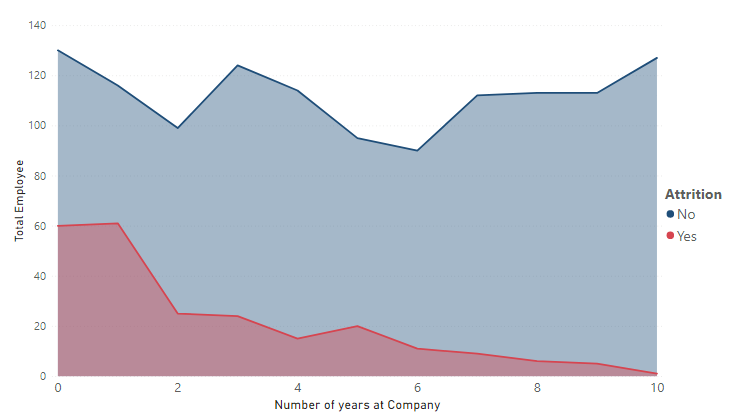 140
120
100
80
60
40
20
0
Total Employee
0 2 4 6 8 10
Number of years at Company
Attrition
No
Yes